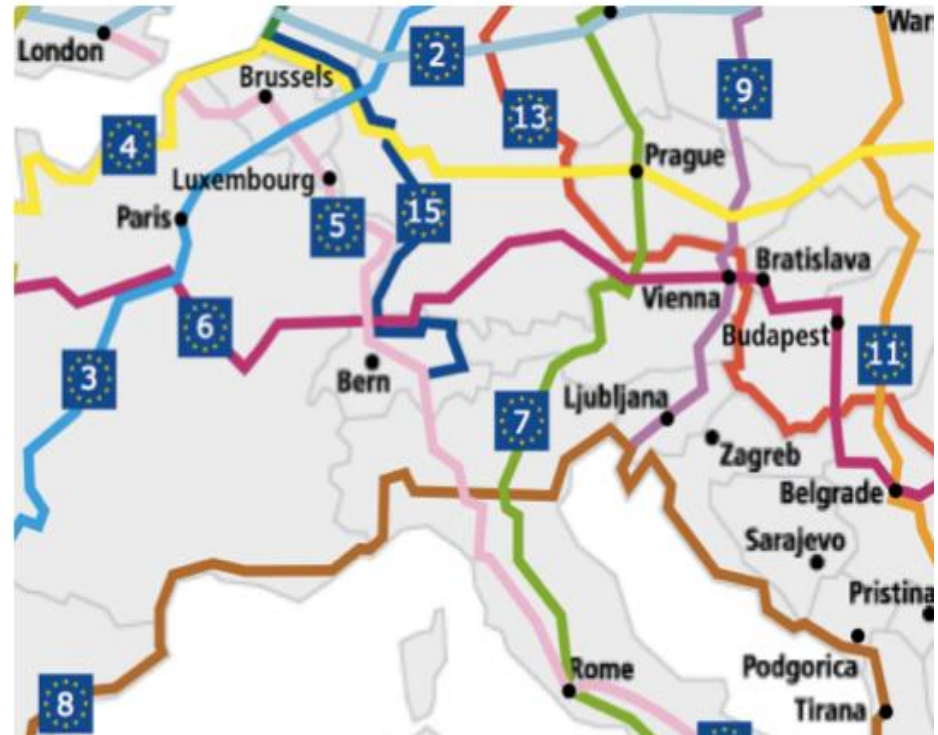 War
London
2
Brussels
9
13
4
Prague
Luxembourg
15
Paris
5
Bratislava
Vienna
6
Budapest
11
3
Bern
Ljubljana
7
Zagreb
Belgrade
Sarajevo
Pristina
Podgorica
Rome
8
Tirana